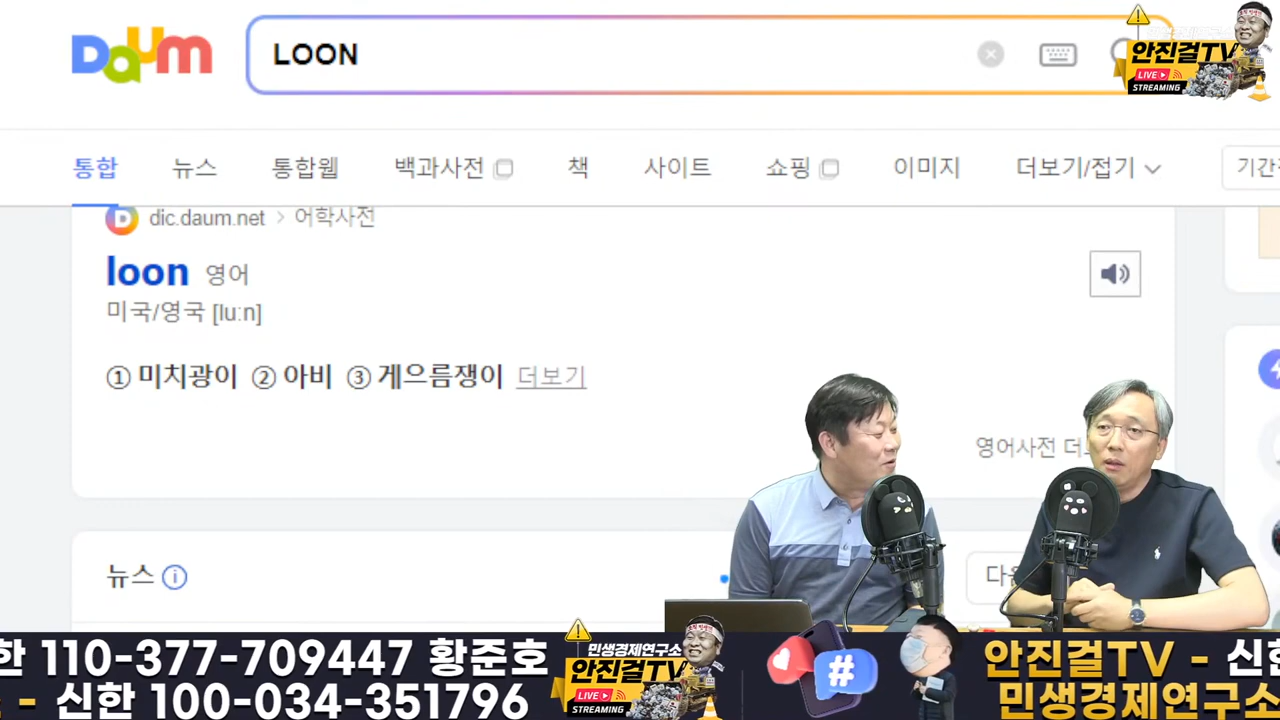 Daum
LOON
안진걸TV
LIVE
STREAMING
통합 뉴스 통합웹 백과사전 책 사이트 쇼핑 이미지 더보기/접기
dic.daum.net > 어학사전
loon 영어
미국/영국 [lu:n]
① 미치광이 ② 아비 ③ 게으름쟁이 더보기
영어사전
뉴스
110-377-709447 황준호
- 신한 100-034-351796
민생경제연구소
안진걸TV
LIVE
STREAMING
#
안진걸TV - 신한
민생경제연구소